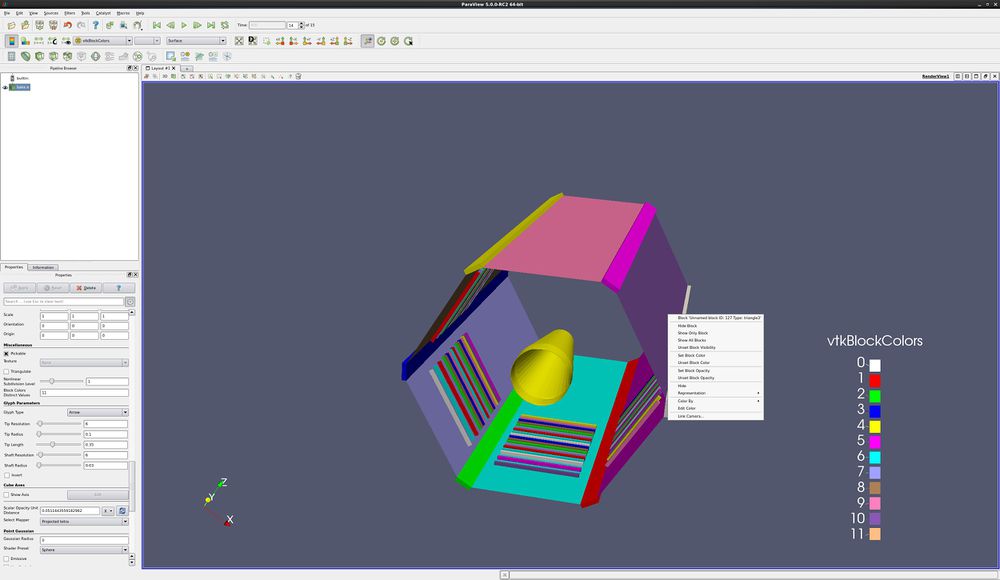 ParaView 5.0.0-RC2 64-bit
File Edit View Sources Filters Tools Catalyst Macros Help
Time:
14
of 15
vtkBlockColors
Surface
Pipeline Browser
Layout #1
builtin:
RenderView1
Properties Information
Properties
Apply Reset Delete ?
Search ... (use Esc to clear text)
Scale 1 1 1
Orientation 0 0 0
Origin 0 0 0
Miscellaneous
Pickable
Texture None
Triangulate
Nonlinear Subdivision Level 1
Block Colors Distinct Values 12
Glyph Parameters
Glyph Type Arrow
Tip Resolution 6
Tip Radius 0.1
Tip Length 0.35
Shaft Resolution 6
Shaft Radius 0.03
Invert
Cube Axes
Show Axis Edit
Scalar Opacity Unit Distance
Select Mapper Projected tetra
Point Gaussian
Gaussian Radius 0
Shader Preset Sphere
Emissive
Block 'Unnamed block ID: 127 Type: triangle3'
Hide Block
Show Only Block
Show All Blocks
Unset Block Visibility
Set Block Color
Unset Block Color
Set Block Opacity
Unset Block Opacity
Hide
Representation
Color By
Edit Color
Link Camera...
vtkBlockColors
0
1
2
3
4
5
6
7
8
9
10
11
Z
Y
X